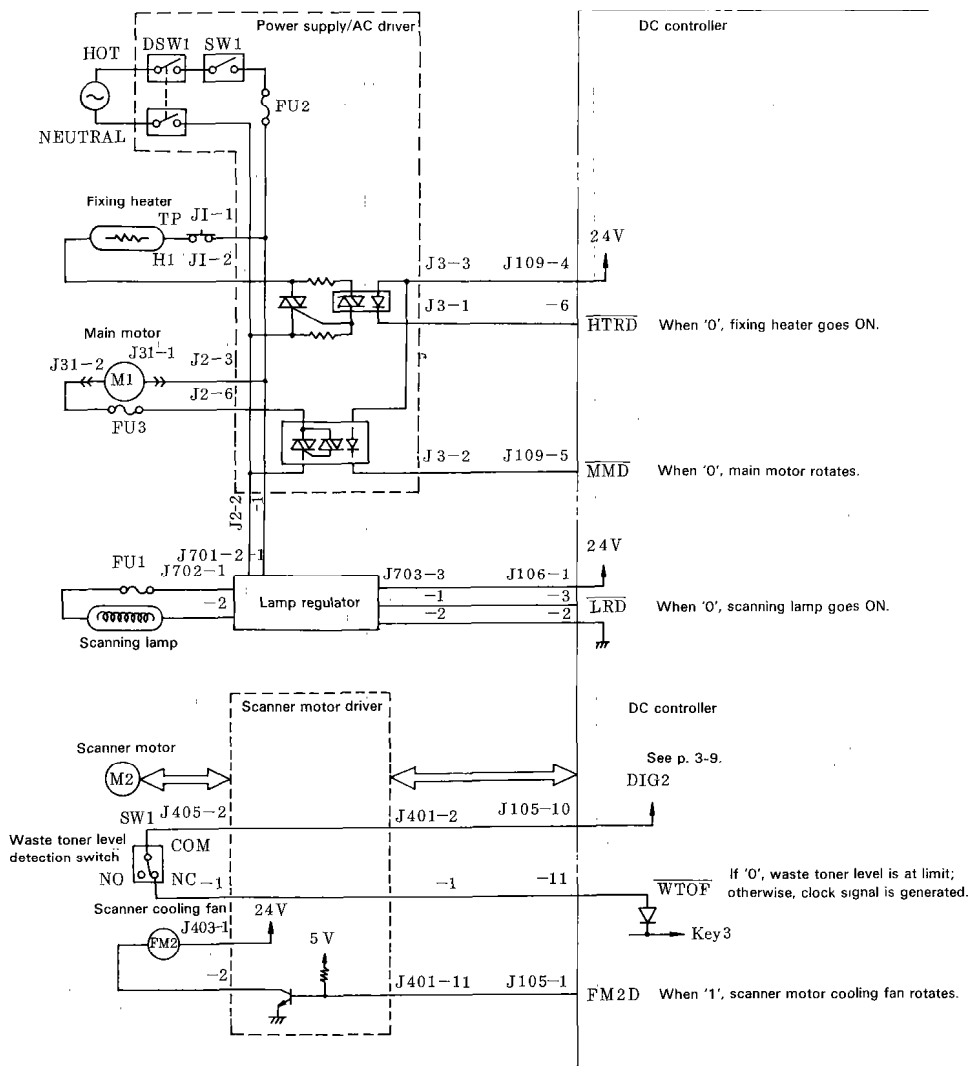 Power supply/AC driver
DC controller
DSW1
SW1
HOT
FU2
NEUTRAL
Fixing heater
TP
JI-1
24V
H1
JI-2
J3-3
J109-4
J3-1
-6
HTRD
When '0', fixing heater goes ON.
Main motor
J31-1
J31-2
J2-3
M1
J2-6
FU3
J3-2
J109-5
MMD
When '0', main motor rotates.
J2-2
-1
24V
FU1
J701-2
-1
J702-1
J703-3
J106-1
-2
Lamp regulator
-1
-3
LRD
When '0', scanning lamp goes ON.
-2
-2
Scanning lamp
Scanner motor driver
DC controller
Scanner motor
See p. 3-9.
M2
DIG2
SW1
J405-2
J401-2
J105-10
Waste toner level
detection switch
COM
NO
NC
-1
-1
-11
WTOF
If '0', waste toner level is at limit;
otherwise, clock signal is generated.
Scanner cooling fan
24V
Key3
J403-1
FM2
5V
-2
J401-11
J105-1
FM2D
When '1', scanner motor cooling fan rotates.